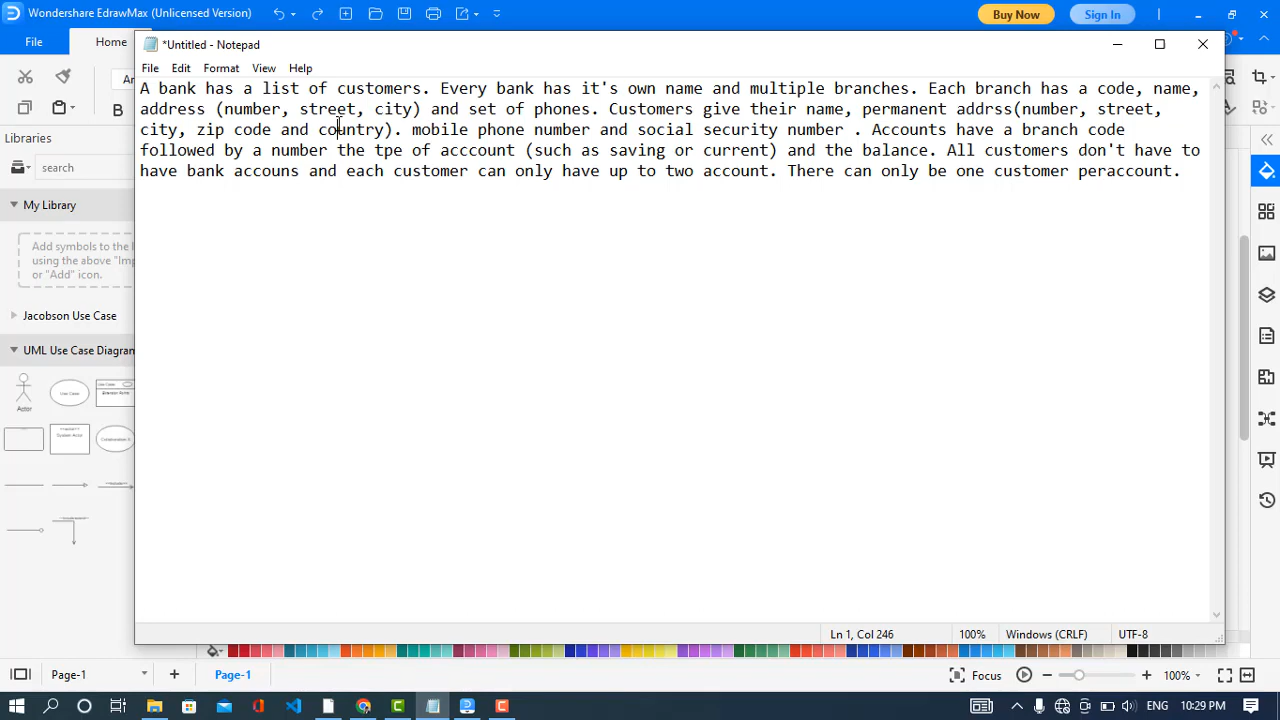 Wondershare EdrawMax (Unlicensed Version)
Buy Now
Sign In
File
Home
*Untitled - Notepad
File Edit Format View Help
A bank has a list of customers. Every bank has it's own name and multiple branches. Each branch has a code, name,
address (number, street, city) and set of phones. Customers give their name, permanent addrss(number, street,
city, zip code and country). mobile phone number and social security number . Accounts have a branch code
followed by a number the tpe of acccount (such as saving or current) and the balance. All customers don't have to
have bank accouns and each customer can only have up to two account. There can only be one customer peraccount.
Ar
B
Libraries
search
My Library
Add symbols to the l
using the above "Imp
or "Add" icon.
Jacobson Use Case
UML Use Case Diagram
Use Case
Actor
System Actor
Ln 1, Col 246
100%
Windows (CRLF)
UTF-8
Page-1
Page-1
Focus
100%
ENG
10:29 PM